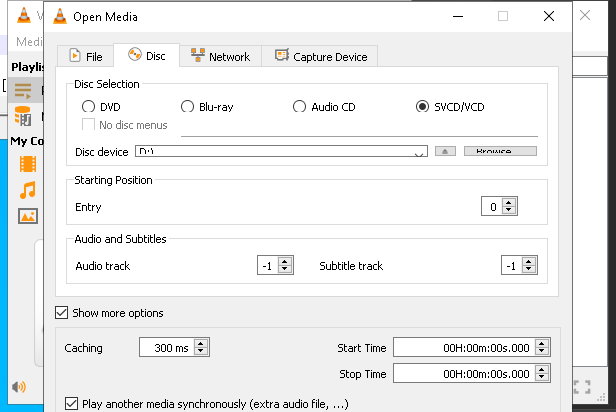 V
Open Media
Medi
File
Disc
Network
Capture Device
Playlis
Disc Selection
DVD
Blu-ray
Audio CD
SVCD/VCD
No disc menus
Disc device
D:\
Browse...
My Co
Starting Position
Entry
0
Audio and Subtitles
Audio track
-1
Subtitle track
-1
Show more options
Caching
300 ms
Start Time
00H:00m:00s.000
Stop Time
00H:00m:00s.000
Play another media synchronously (extra audio file, ...)